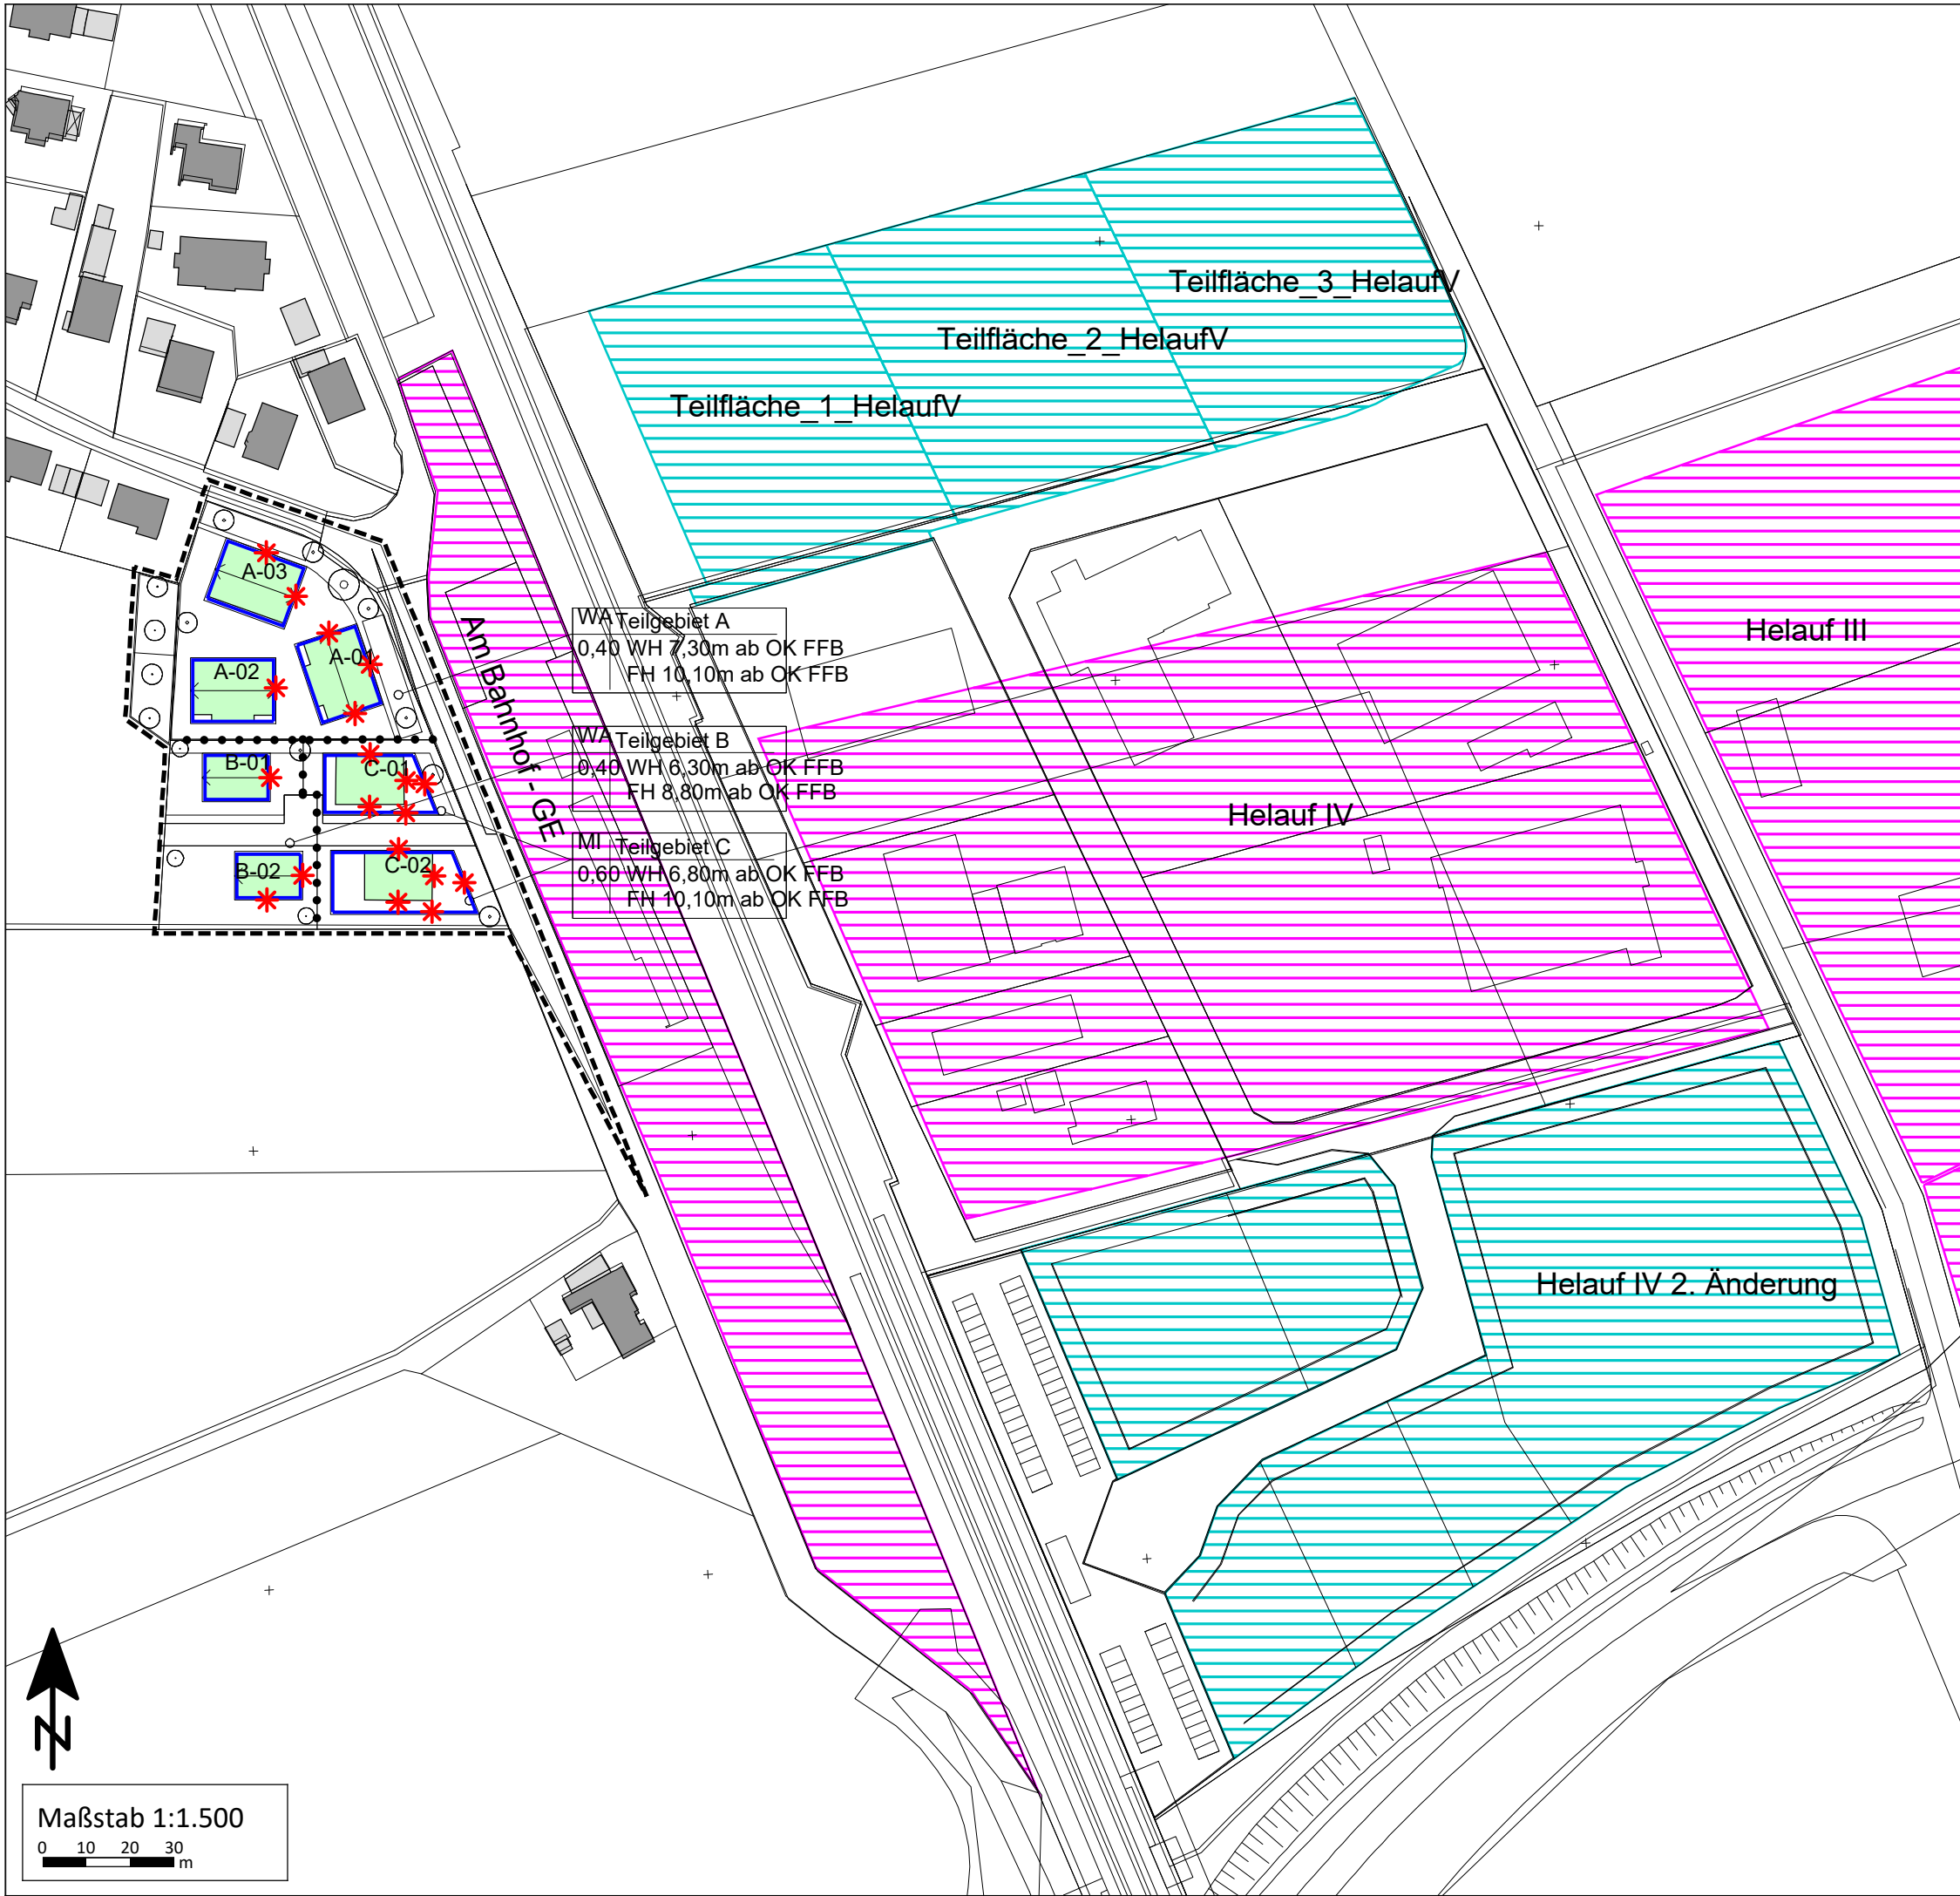 Teilfläche_3_HelaufV
Teilfläche_2_HelaufV
Teilfläche_1_HelaufV
A-03
A-01
A-02
B-01
C-01
B-02
C-02
Am Bahnhof - GE
WA Teilgebiet A
0,40 WH 7,30m ab OK FFB
FH 10,10m ab OK FFB
WA Teilgebiet B
0,40 WH 6,30m ab OK FFB
FH 8,80m ab OK FFB
MI Teilgebiet C
0,60 WH 6,80m ab OK FFB
FH 10,10m ab OK FFB
Helauf III
Helauf IV
Helauf IV 2. Änderung
N
Maßstab 1:1.500
0 10 20 30
m